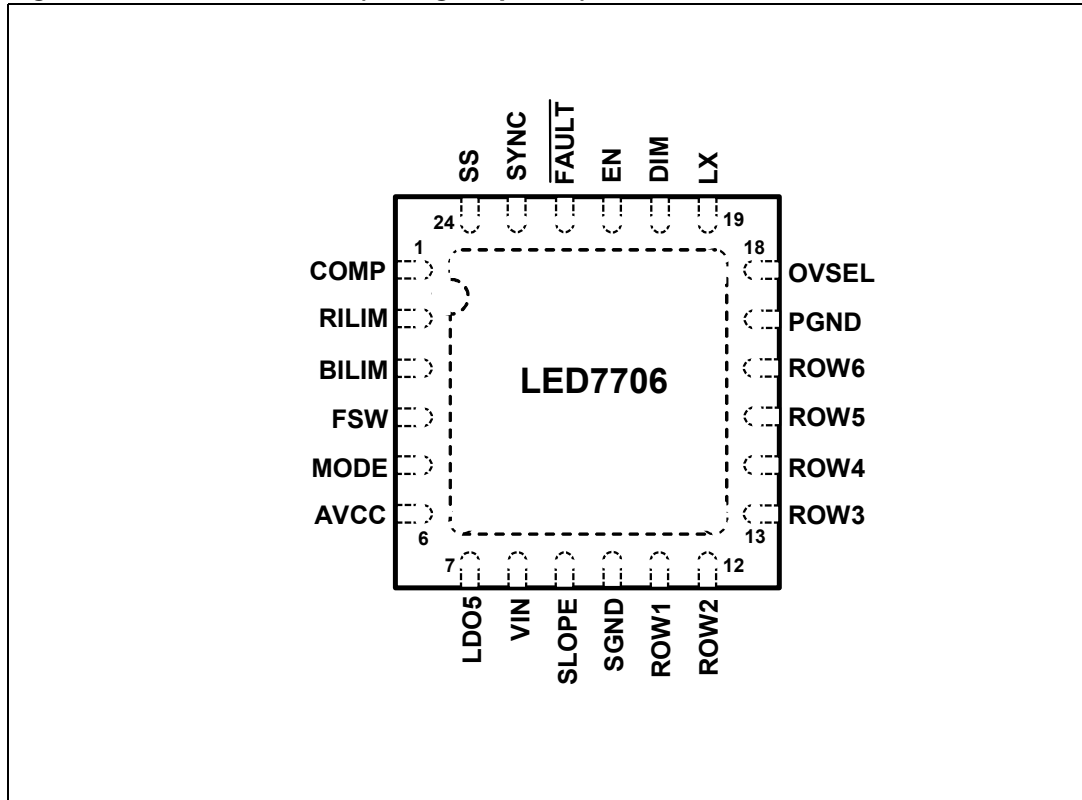 SS
SYNC
FAULT
EN
DIM
LX
24
19
1
18
COMP
OVSEL
RILIM
PGND
BILIM
ROW6
LED7706
FSW
ROW5
MODE
ROW4
AVCC
ROW3
6
13
7
12
LDO5
VIN
SLOPE
SGND
ROW1
ROW2